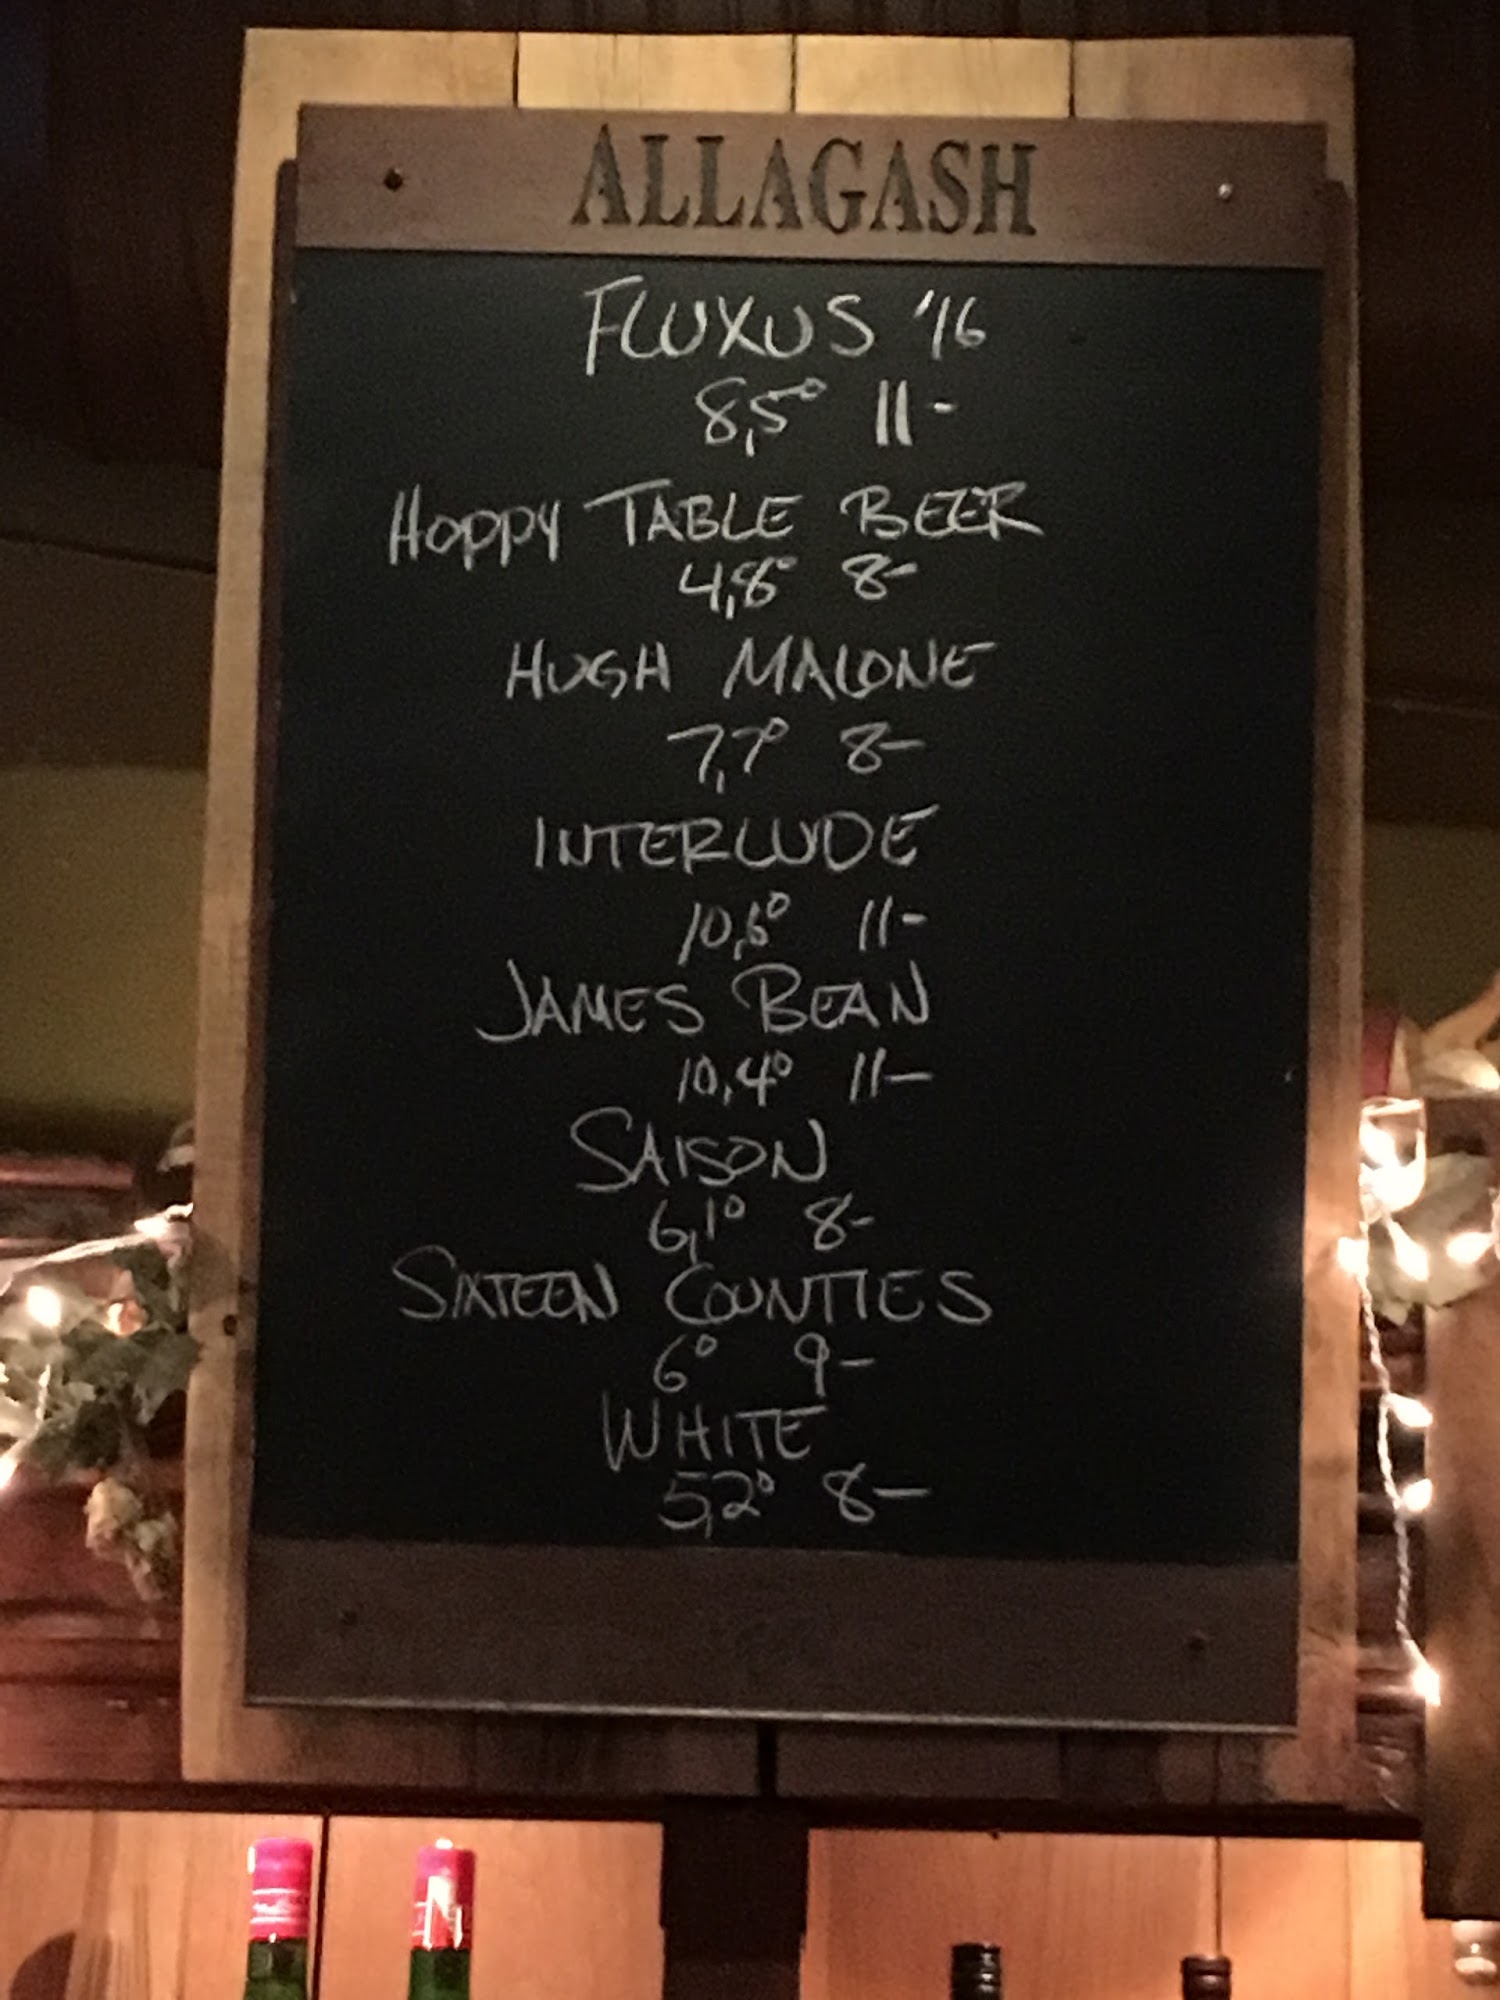 ALLAGASH
FLUXUS '16
8,5° 11-
HOPPY TABLE BEER
4,8° 8-
HUGH MALONE
7,7° 8-
INTERLUDE
10,6° 11-
JAMES BEAN
10,4° 11-
SAISON
6,1° 8-
SIXTEEN COUNTIES
6° 9-
WHITE
5,2° 8-